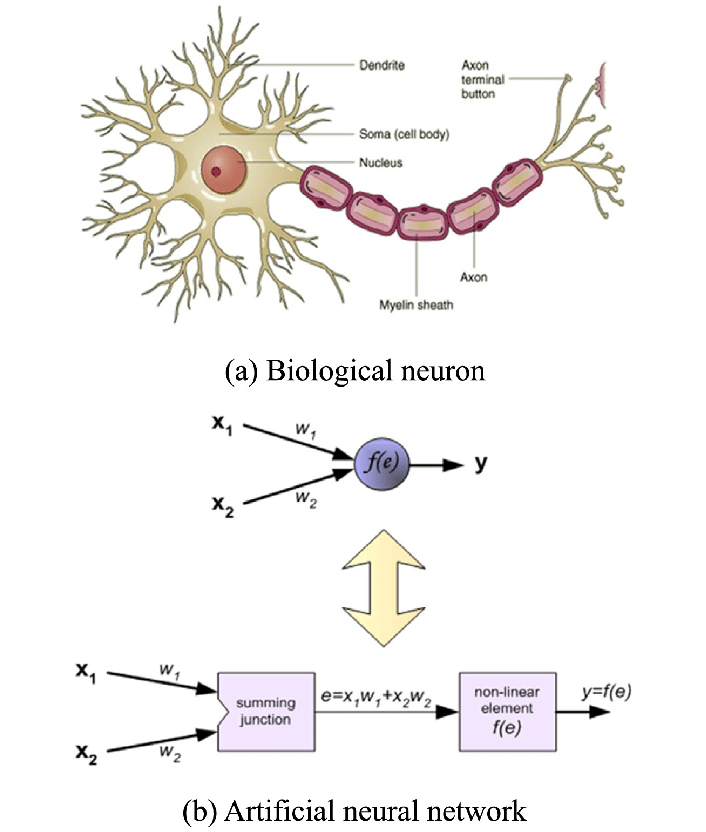 Dendrite
Axon
terminal
button
Soma (cell body)
Nucleus
Axon
Myelin sheath
(a) Biological neuron
x₁
w₁
f(e)
y
x₂
w₂
x₁
w₁
summing
junction
e=x₁w₁+x₂w₂
non-linear
element
f(e)
y=f(e)
x₂
w₂
(b) Artificial neural network